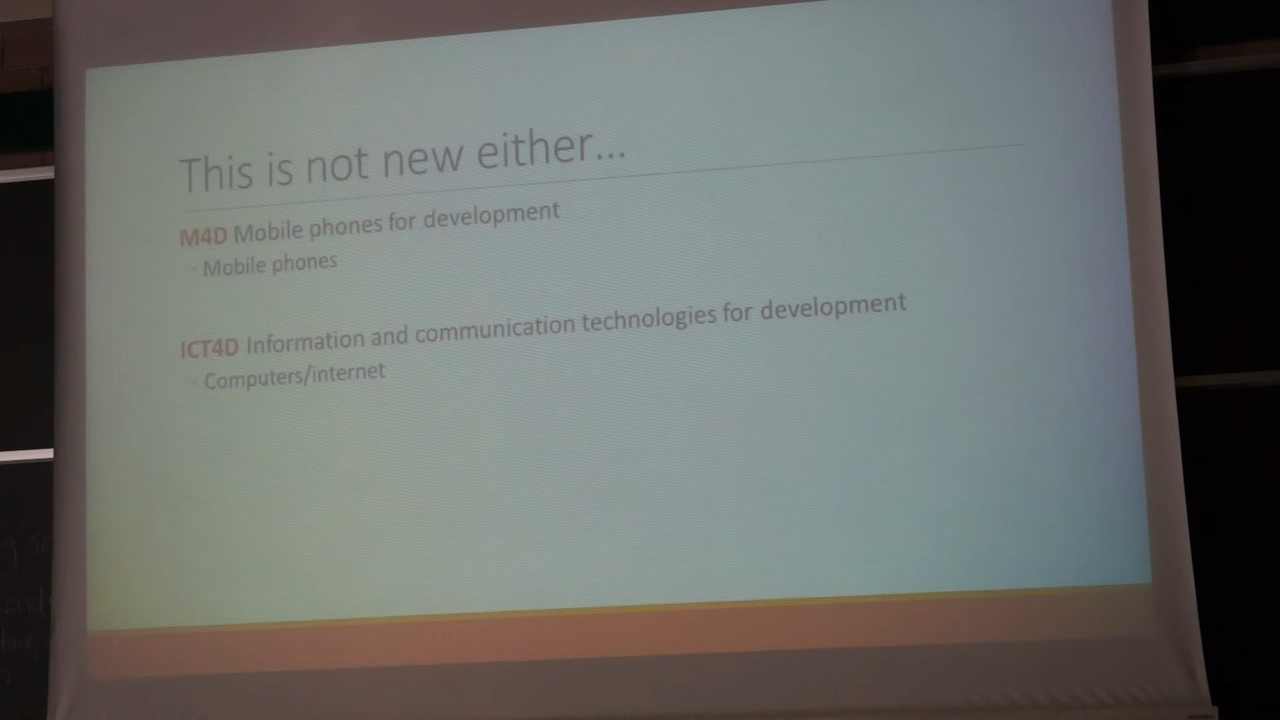 This is not new either...
M4D Mobile phones for development
Mobile phones
ICT4D Information and communication technologies for development
Computers/internet